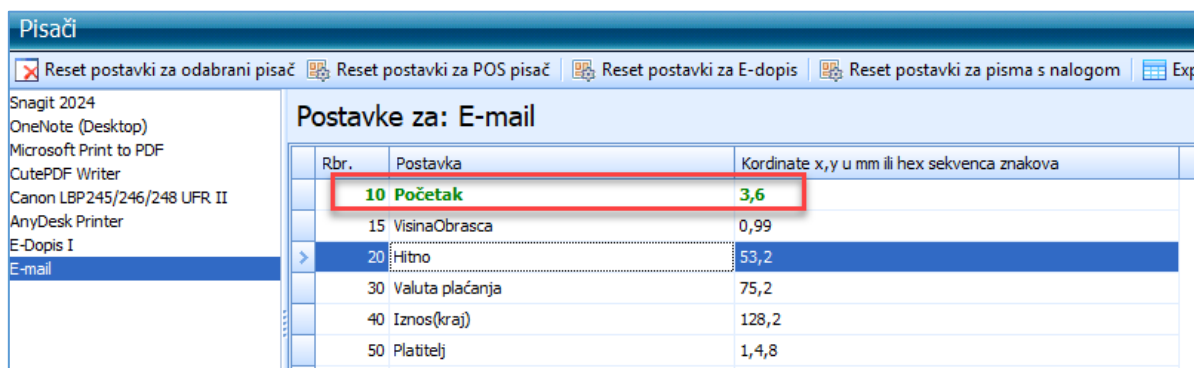 Pisači
Reset postavki za odabrani pisač Reset postavki za POS pisač Reset postavki za E-dopis Reset postavki za pisma s nalogom Exp
Snagit 2024
OneNote (Desktop)
Microsoft Print to PDF
CutePDF Writer
Canon LBP245/246/248 UFR II
AnyDesk Printer
E-Dopis I
E-mail
Postavke za: E-mail
Rbr. Postavka Kordinate x,y u mm ili hex sekvenca znakova
10 Početak 3,6
15 VisinaObrasca 0,99
20 Hitno 53,2
30 Valuta plaćanja 75,2
40 Iznos(kraj) 128,2
50 Platitelj 1,4,8